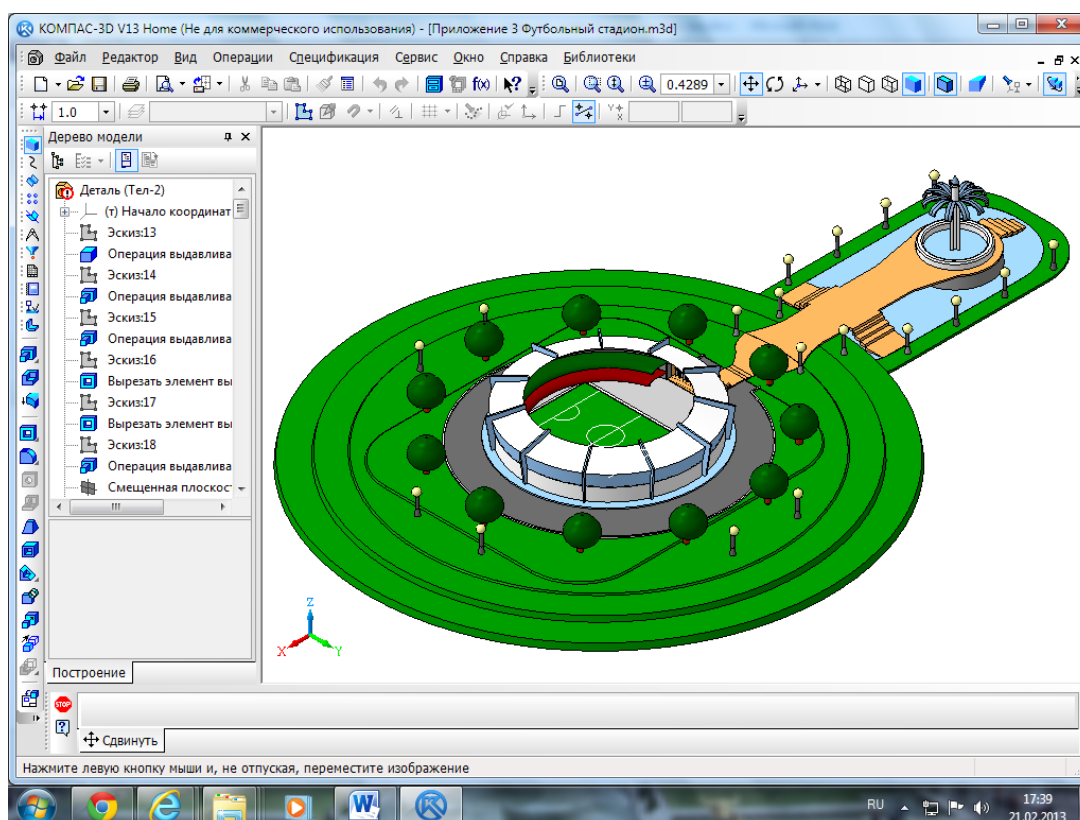 КОМПАС-3D V13 Home (Не для коммерческого использования) - [Приложение 3 Футбольный стадион.m3d]
Файл Редактор Вид Операции Спецификация Сервис Окно Справка Библиотеки
f(x) 0.4289
1.0
Дерево модели
Деталь (Тел-2)
(т) Начало координат
Эскиз:13
Операция выдавлива
Эскиз:14
Операция выдавлива
Эскиз:15
Операция выдавлива
Эскиз:16
Вырезать элемент вы
Эскиз:17
Вырезать элемент вы
Эскиз:18
Операция выдавлива
Смещенная плоскос
Z
X
Y
Построение
STOP
Сдвинуть
Нажмите левую кнопку мыши и, не отпуская, переместите изображение
RU
17:39
21.02.2013